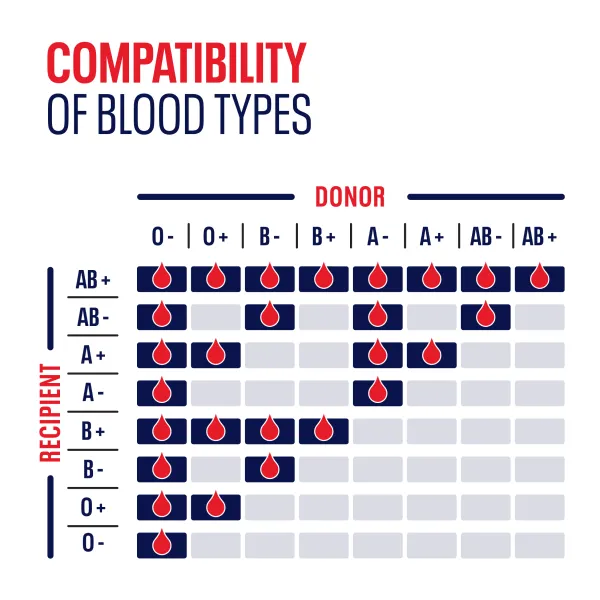 COMPATIBILITY
OF BLOOD TYPES
DONOR
O- | O+ | B- | B+ | A- | A+ | AB- | AB+
RECIPIENT
AB+
AB-
A+
A-
B+
B-
O+
O-